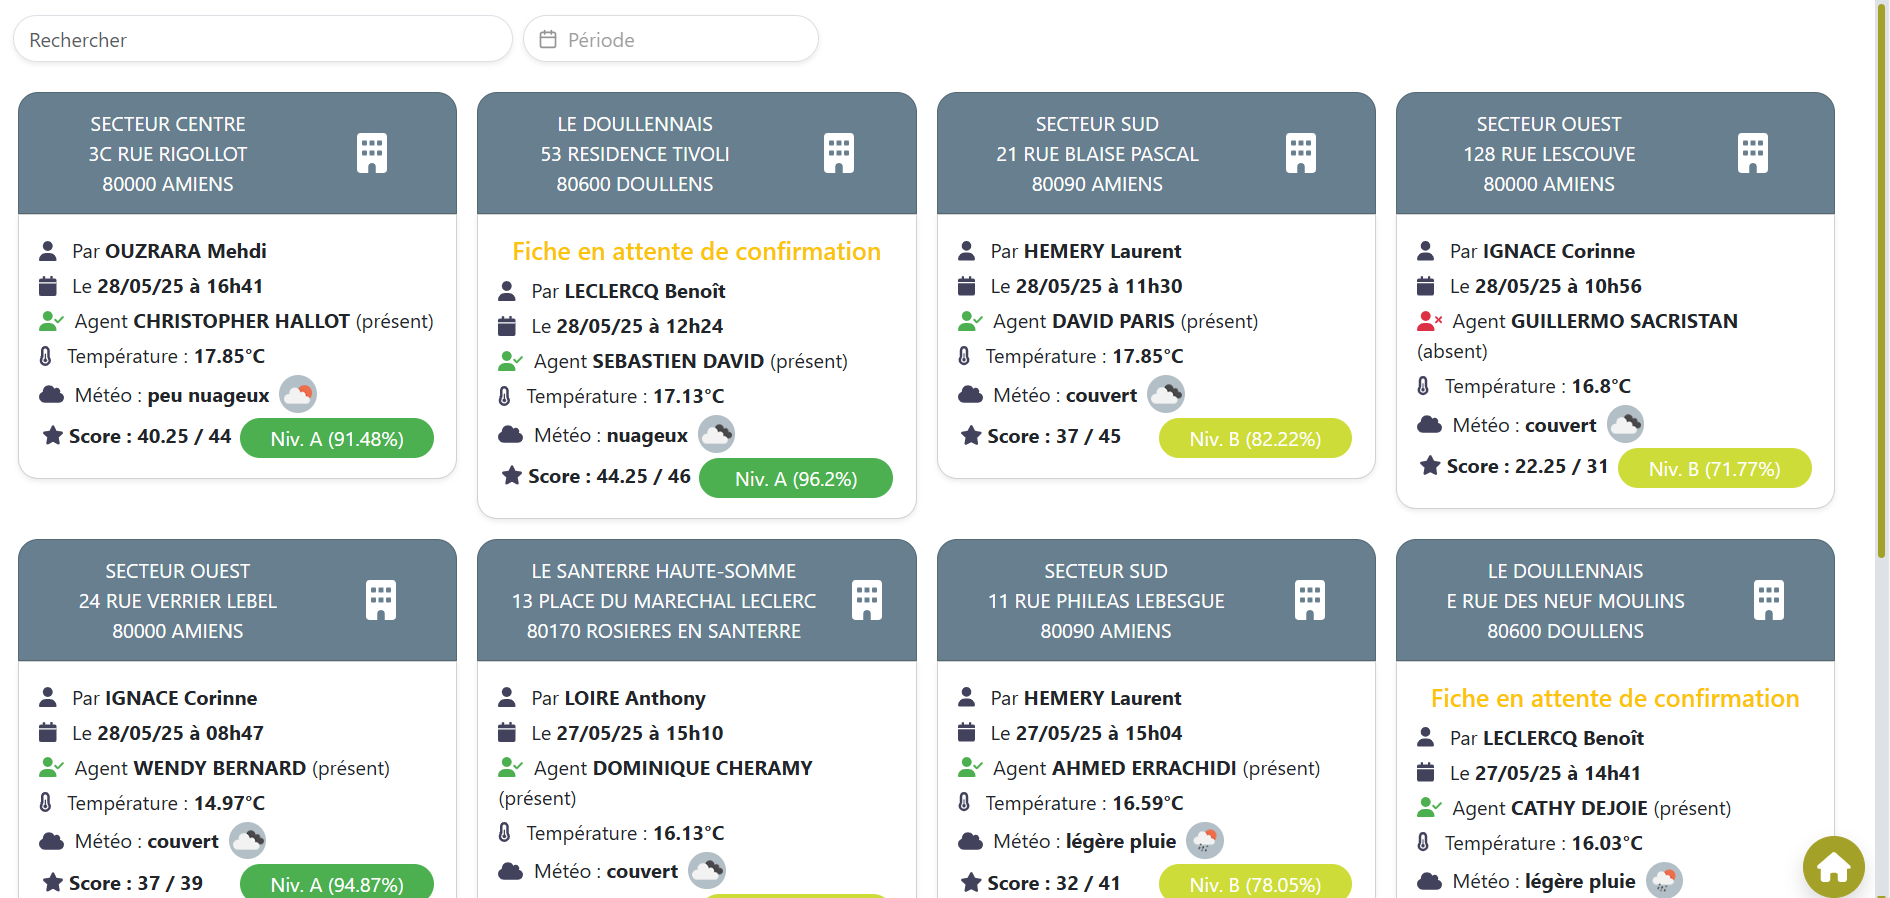 Rechercher
Période
SECTEUR CENTRE
3C RUE RIGOLLOT
80000 AMIENS
Par OUZRARA Mehdi
Le 28/05/25 à 16h41
Agent CHRISTOPHER HALLOT (présent)
Température : 17.85°C
Météo : peu nuageux
Score : 40.25 / 44
Niv. A (91.48%)
LE DOULLENNAIS
53 RESIDENCE TIVOLI
80600 DOULLENS
Fiche en attente de confirmation
Par LECLERCQ Benoît
Le 28/05/25 à 12h24
Agent SEBASTIEN DAVID (présent)
Température : 17.13°C
Météo : nuageux
Score : 44.25 / 46
Niv. A (96.2%)
SECTEUR SUD
21 RUE BLAISE PASCAL
80090 AMIENS
Par HEMERY Laurent
Le 28/05/25 à 11h30
Agent DAVID PARIS (présent)
Température : 17.85°C
Météo : couvert
Score : 37 / 45
Niv. B (82.22%)
SECTEUR OUEST
128 RUE LESCOUVE
80000 AMIENS
Par IGNACE Corinne
Le 28/05/25 à 10h56
Agent GUILLERMO SACRISTAN
(absent)
Température : 16.8°C
Météo : couvert
Score : 22.25 / 31
Niv. B (71.77%)
SECTEUR OUEST
24 RUE VERRIER LEBEL
80000 AMIENS
Par IGNACE Corinne
Le 28/05/25 à 08h47
Agent WENDY BERNARD (présent)
Température : 14.97°C
Météo : couvert
Score : 37 / 39
Niv. A (94.87%)
LE SANTERRE HAUTE-SOMME
13 PLACE DU MARECHAL LECLERC
80170 ROSIERES EN SANTERRE
Par LOIRE Anthony
Le 27/05/25 à 15h10
Agent DOMINIQUE CHERAMY
(présent)
Température : 16.13°C
Météo : couvert
SECTEUR SUD
11 RUE PHILEAS LEBESGUE
80090 AMIENS
Par HEMERY Laurent
Le 27/05/25 à 15h04
Agent AHMED ERRACHIDI (présent)
Température : 16.59°C
Météo : légère pluie
Score : 32 / 41
Niv. B (78.05%)
LE DOULLENNAIS
E RUE DES NEUF MOULINS
80600 DOULLENS
Fiche en attente de confirmation
Par LECLERCQ Benoît
Le 27/05/25 à 14h41
Agent CATHY DEJOIE (présent)
Température : 16.03°C
Météo : légère pluie